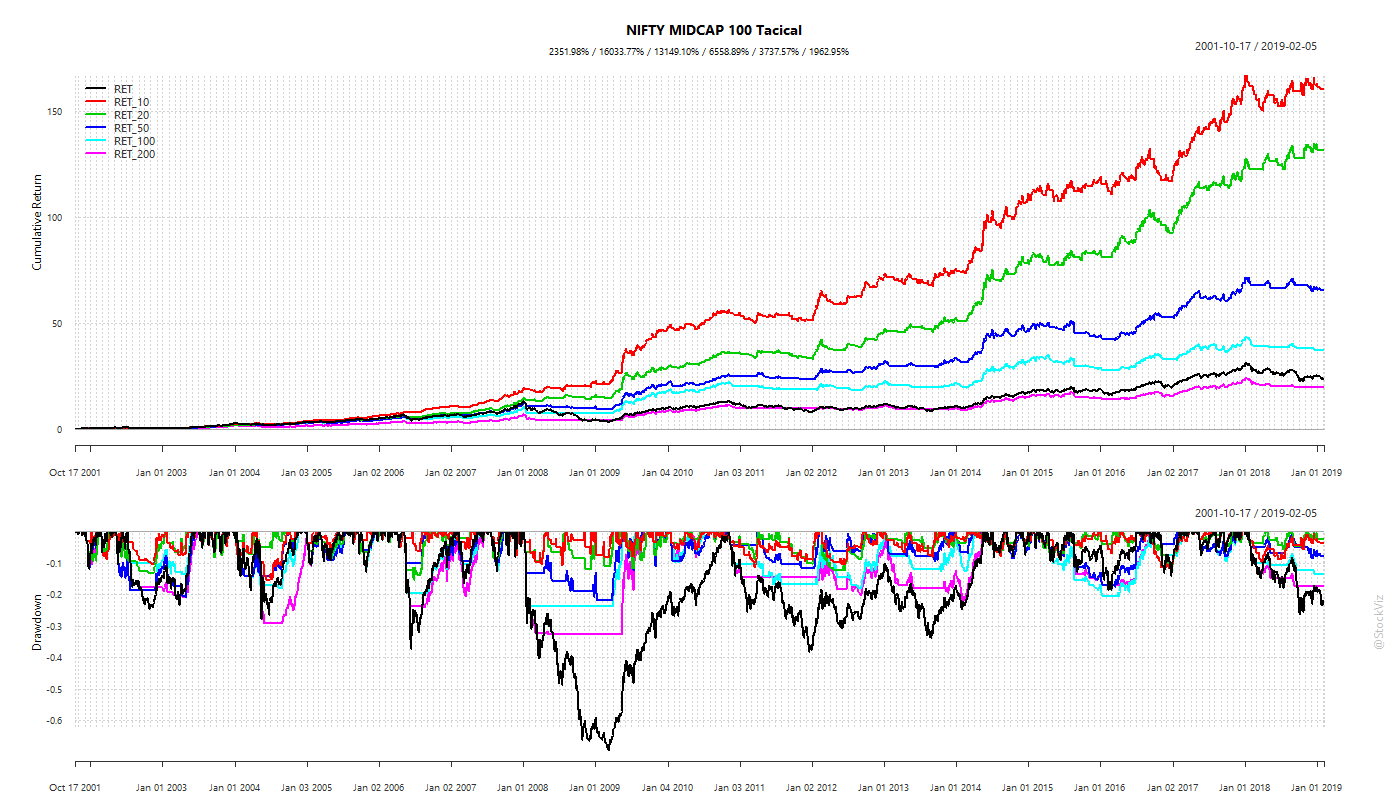 NIFTY MIDCAP 100 Tacical
2351.98% / 16033.77% / 13149.10% / 6558.89% / 3737.57% / 1962.95%
2001-10-17 / 2019-02-05
RET
RET_10
RET_20
RET_50
RET_100
RET_200
Cumulative Return
150
100
50
0
Oct 17 2001 Jan 01 2003 Jan 01 2004 Jan 03 2005 Jan 02 2006 Jan 02 2007 Jan 01 2008 Jan 01 2009 Jan 04 2010 Jan 03 2011 Jan 02 2012 Jan 01 2013 Jan 01 2014 Jan 01 2015 Jan 01 2016 Jan 02 2017 Jan 01 2018 Jan 01 2019
2001-10-17 / 2019-02-05
Drawdown
-0.1
-0.2
-0.3
-0.4
-0.5
-0.6
Oct 17 2001 Jan 01 2003 Jan 01 2004 Jan 03 2005 Jan 02 2006 Jan 02 2007 Jan 01 2008 Jan 01 2009 Jan 04 2010 Jan 03 2011 Jan 02 2012 Jan 01 2013 Jan 01 2014 Jan 01 2015 Jan 01 2016 Jan 02 2017 Jan 01 2018 Jan 01 2019
@StockViz